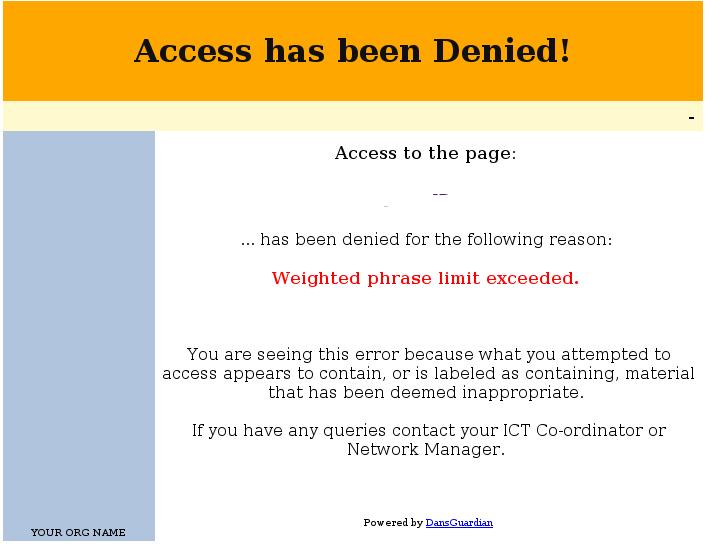 Access has been Denied!
-
Access to the page:
... has been denied for the following reason:
Weighted phrase limit exceeded.
You are seeing this error because what you attempted to
access appears to contain, or is labeled as containing, material
that has been deemed inappropriate.
If you have any queries contact your ICT Co-ordinator or
Network Manager.
Powered by DansGuardian
YOUR ORG NAME